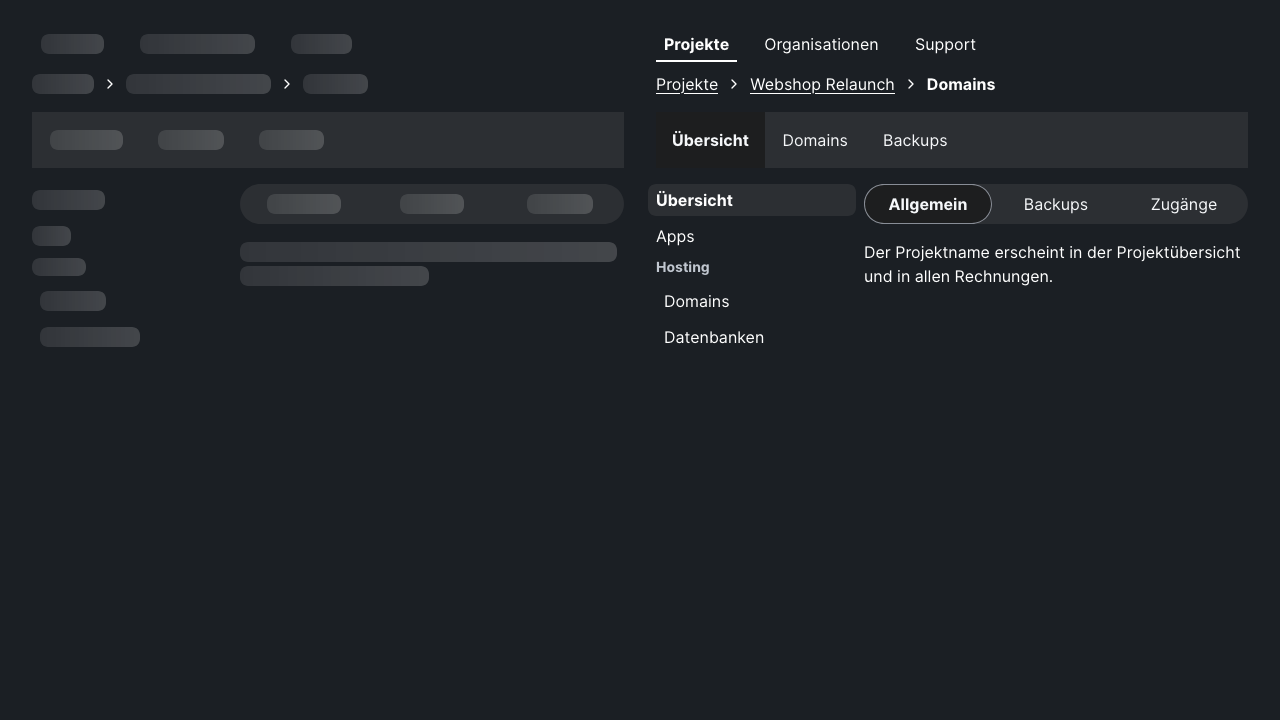 Projekte Organisationen Support
Projekte Webshop Relaunch Domains
Übersicht Domains Backups
Übersicht
Apps
Hosting
Domains
Datenbanken
Allgemein Backups Zugänge
Der Projektname erscheint in der Projektübersicht
und in allen Rechnungen.